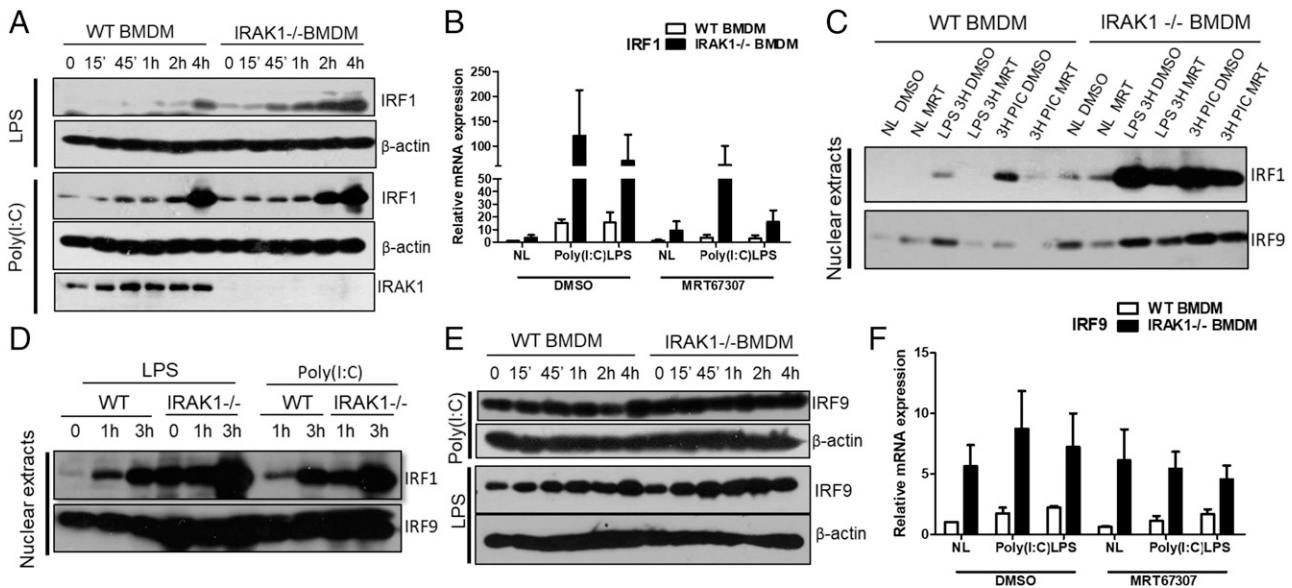 A
WT BMDM IRAK1-/-BMDM
0 15' 45' 1h 2h 4h 0 15' 45' 1h 2h 4h
LPS
IRF1
β-actin
Poly(I:C)
IRF1
β-actin
IRAK1
B
IRF1
WT BMDM
IRAK1-/- BMDM
Relative mRNA expression
250
200
150
100
50
50
40
30
20
10
0
NL Poly(I:C) LPS NL Poly(I:C) LPS
DMSO MRT67307
C
WT BMDM IRAK1 -/- BMDM
NL DMSO
NL MRT
LPS 3H DMSO
LPS 3H MRT
3H PIC DMSO
3H PIC MRT
NL DMSO
NL MRT
LPS 3H DMSO
LPS 3H MRT
3H PIC DMSO
3H PIC MRT
Nuclear extracts
IRF1
IRF9
D
LPS Poly(I:C)
WT IRAK1-/- WT IRAK1-/-
0 1h 3h 0 1h 3h 1h 3h 1h 3h
Nuclear extracts
IRF1
IRF9
E
WT BMDM IRAK1-/-BMDM
0 15' 45' 1h 2h 4h 0 15' 45' 1h 2h 4h
Poly(I:C)
IRF9
β-actin
LPS
IRF9
β-actin
F
IRF9
WT BMDM
IRAK1-/- BMDM
Relative mRNA expression
15
10
5
0
NL Poly(I:C) LPS NL Poly(I:C) LPS
DMSO MRT67307